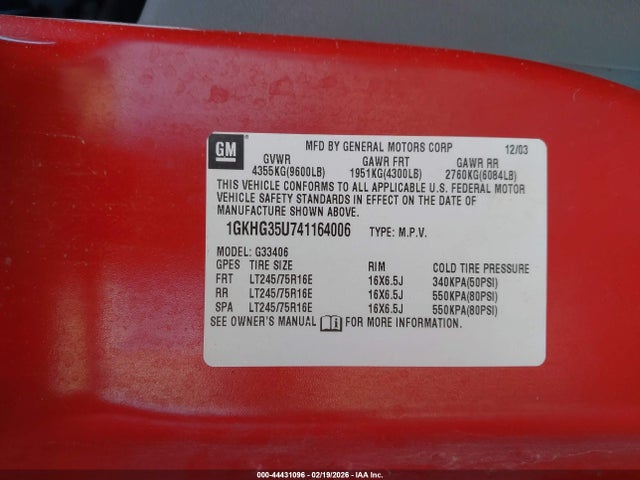 GM
MFD BY GENERAL MOTORS CORP 12/03
GVWR GAWR FRT GAWR RR
4355KG(9600LB) 1951KG(4300LB) 2760KG(6084LB)
THIS VEHICLE CONFORMS TO ALL APPLICABLE U.S. FEDERAL MOTOR
VEHICLE SAFETY STANDARDS IN EFFECT ON THE DATE OF
MANUFACTURE SHOWN ABOVE.
1GKHG35U741164006 TYPE: M.P.V.
MODEL: G33406
GPES TIRE SIZE RIM COLD TIRE PRESSURE
FRT LT245/75R16E 16X6.5J 340KPA(50PSI)
RR LT245/75R16E 16X6.5J 550KPA(80PSI)
SPA LT245/75R16E 16X6.5J 550KPA(80PSI)
SEE OWNER'S MANUAL FOR MORE INFORMATION.
000-44431096 - 02/19/2026 - IAAI.COM